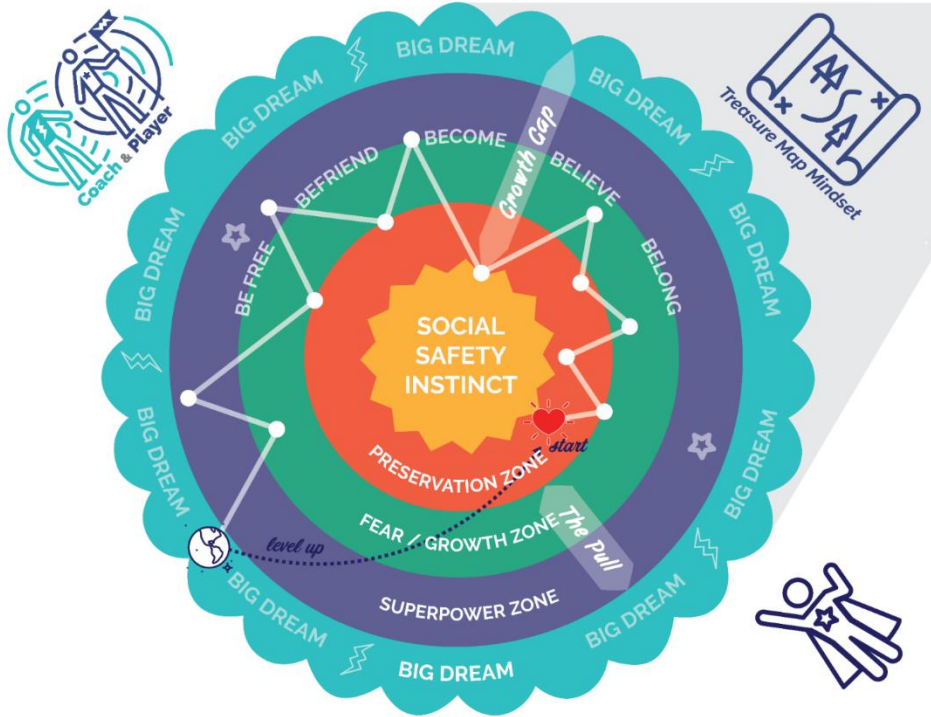 Coach & Player
Treasure Map Mindset
BIG DREAM
BIG DREAM
BIG DREAM
BIG DREAM
BIG DREAM
BIG DREAM
BIG DREAM
BIG DREAM
BIG DREAM
BIG DREAM
BIG DREAM
BE FREE
BEFRIEND
BECOME
BELIEVE
BELONG
Growth Gap
SOCIAL
SAFETY
INSTINCT
start
PRESERVATION ZONE
FEAR / GROWTH ZONE
The Pull
level up
SUPERPOWER ZONE